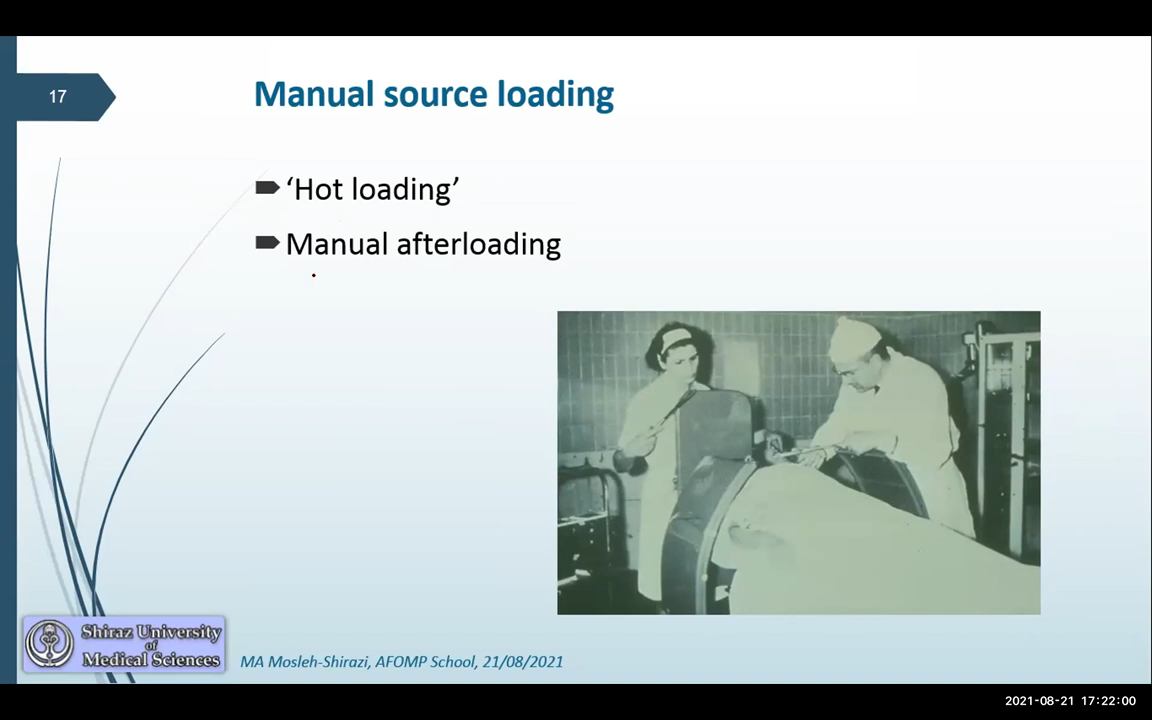 17
Manual source loading
‘Hot loading’
Manual afterloading
Shiraz University
of
Medical Sciences
MA Mosleh-Shirazi, AFOMP School, 21/08/2021
2021-08-21 17:22:00